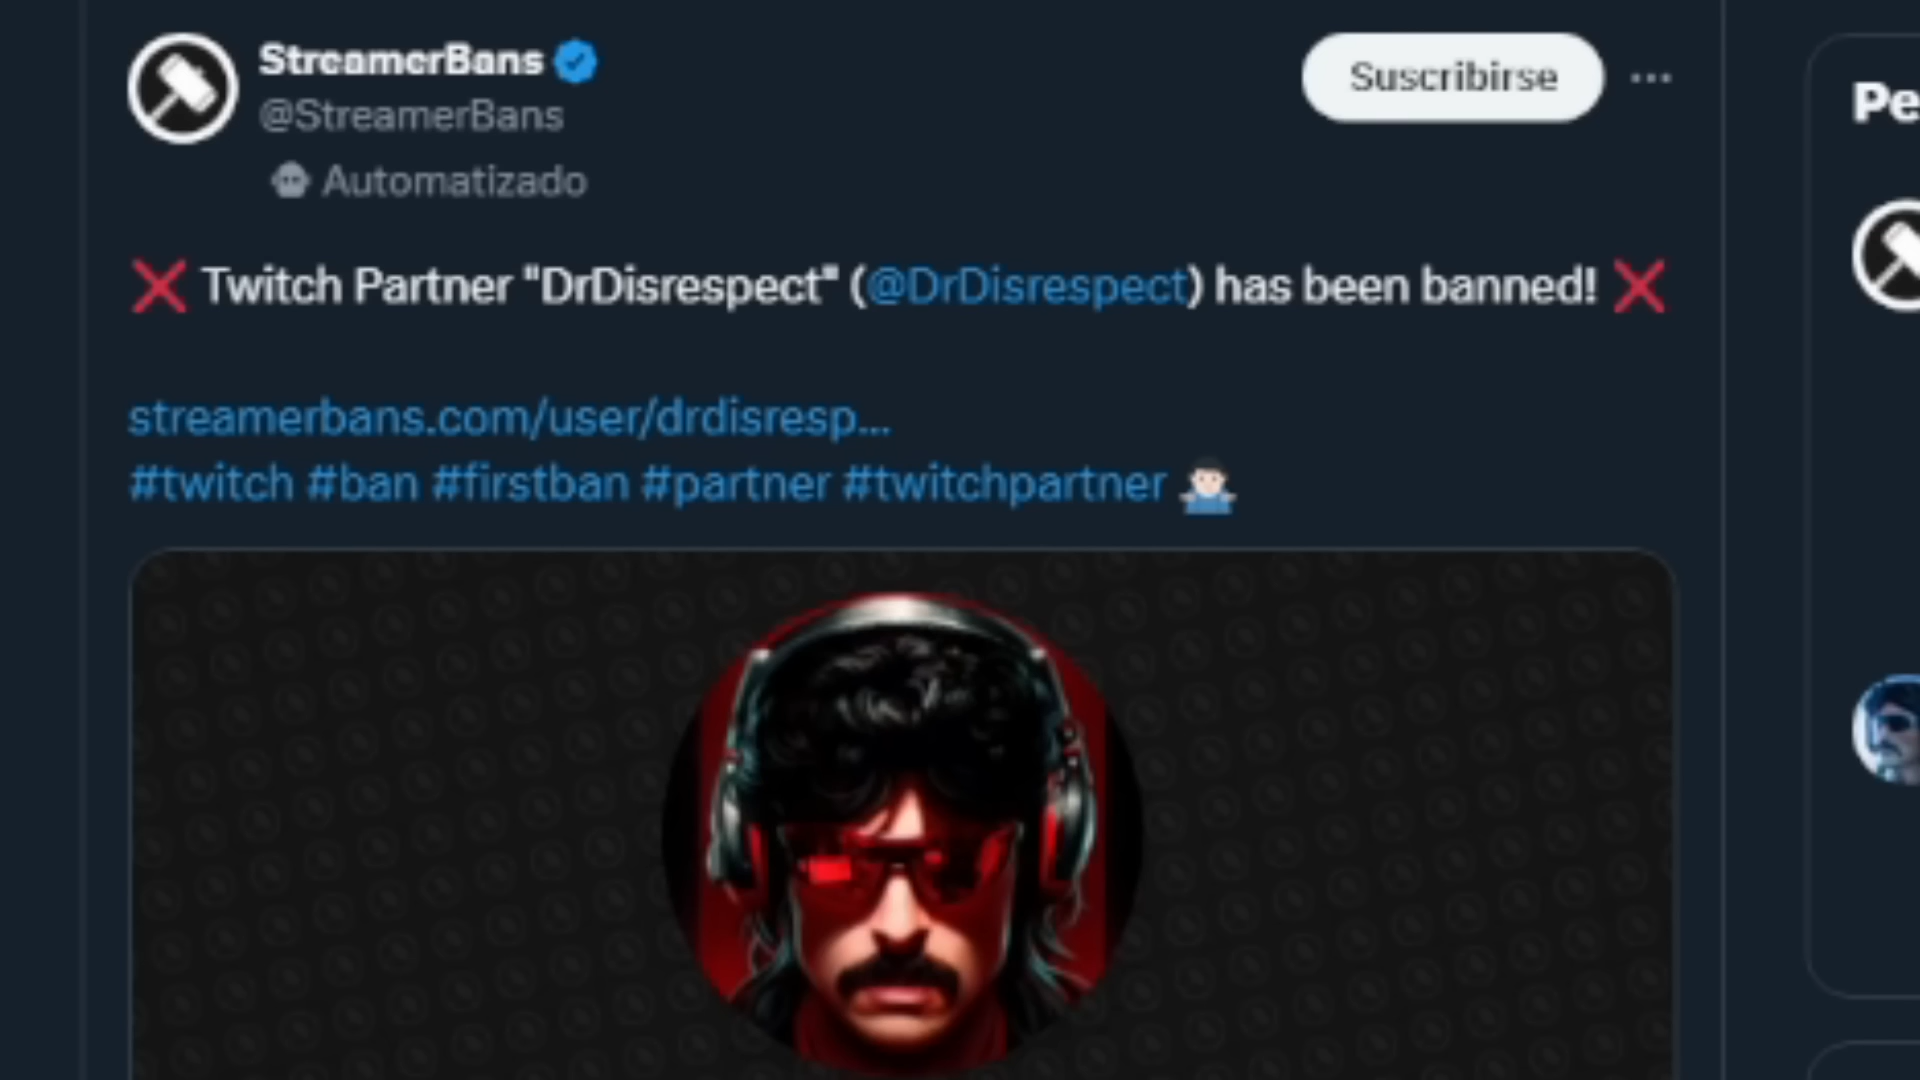 StreamerBans
@StreamerBans
Automatizado
Suscribirse
Twitch Partner "DrDisrespect" (@DrDisrespect) has been banned!
streamerbans.com/user/drdisresp...
#twitch #ban #firstban #partner #twitchpartner
Pe